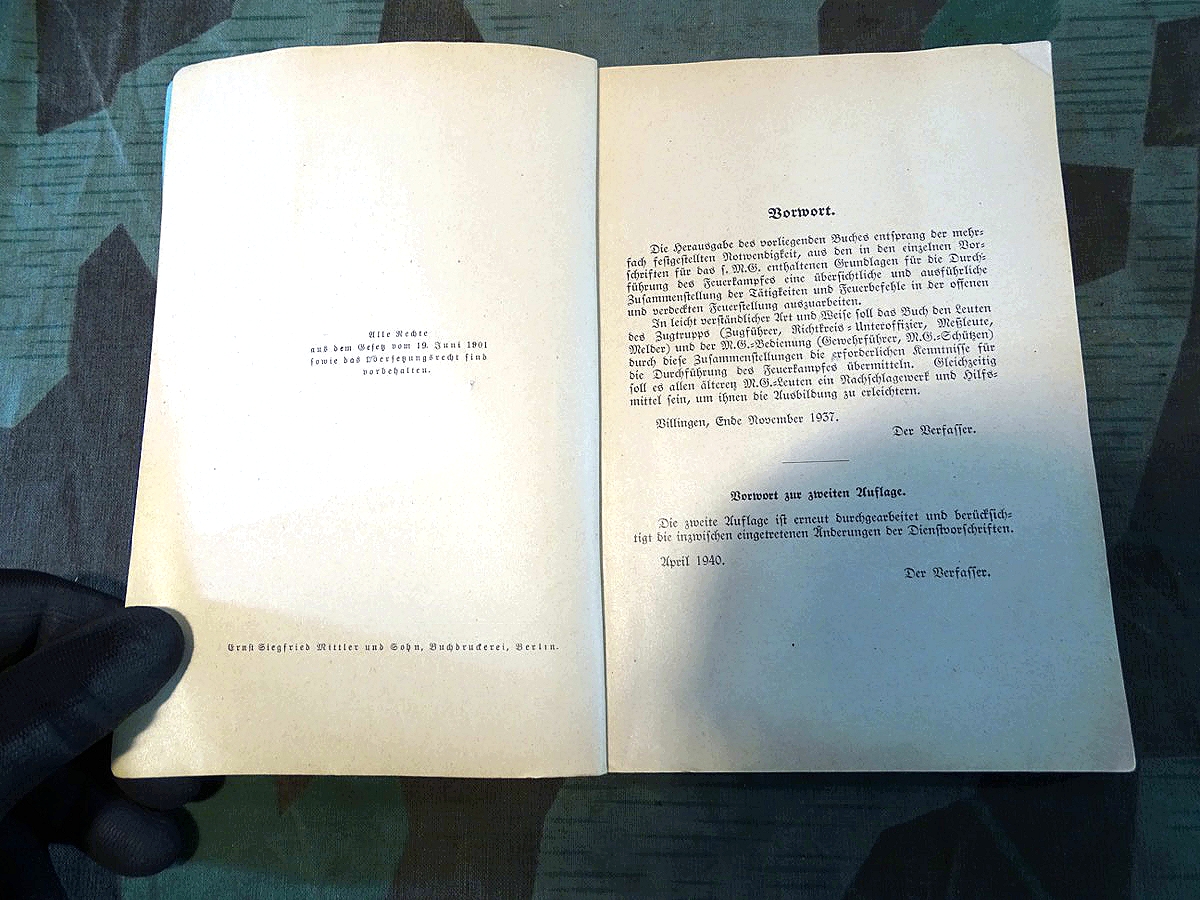 Alle Rechte
aus dem Gesetz vom 19. Juni 1901
sowie das Übersetzungsrecht sind
vorbehalten.
Ernst Siegfried Mittler und Sohn, Buchdruckerei, Berlin.
Vorwort.
Die Herausgabe des vorliegenden Buches entsprang der mehr-
fach festgestellten Notwendigkeit, aus den in den einzelnen Vor-
schriften für das s. M.G. enthaltenen Grundlagen für die Durch-
führung des Feuerkampfes eine übersichtliche und ausführliche
Zusammenstellung der Tätigkeiten und Feuerbefehle in der offenen
und verdeckten Feuerstellung auszuarbeiten.
In leicht verständlicher Art und Weise soll das Buch den Leuten
des Zugtrupps (Zugführer, Richtkreis-Unteroffizier, Meßleute,
Melder) und der M.G.-Bedienung (Gewehrführer, M.G.-Schützen)
durch diese Zusammenstellungen die erforderlichen Kenntnisse für
die Durchführung des Feuerkampfes übermitteln. Gleichzeitig
soll es allen älteren M.G.-Leuten ein Nachschlagewerk und Hilfs-
mittel sein, um ihnen die Ausbildung zu erleichtern.
Villingen, Ende November 1937.
Der Verfasser.
Vorwort zur zweiten Auflage.
Die zweite Auflage ist erneut durchgearbeitet und berücksich-
tigt die inzwischen eingetretenen Änderungen der Dienstvorschriften.
April 1940.
Der Verfasser.